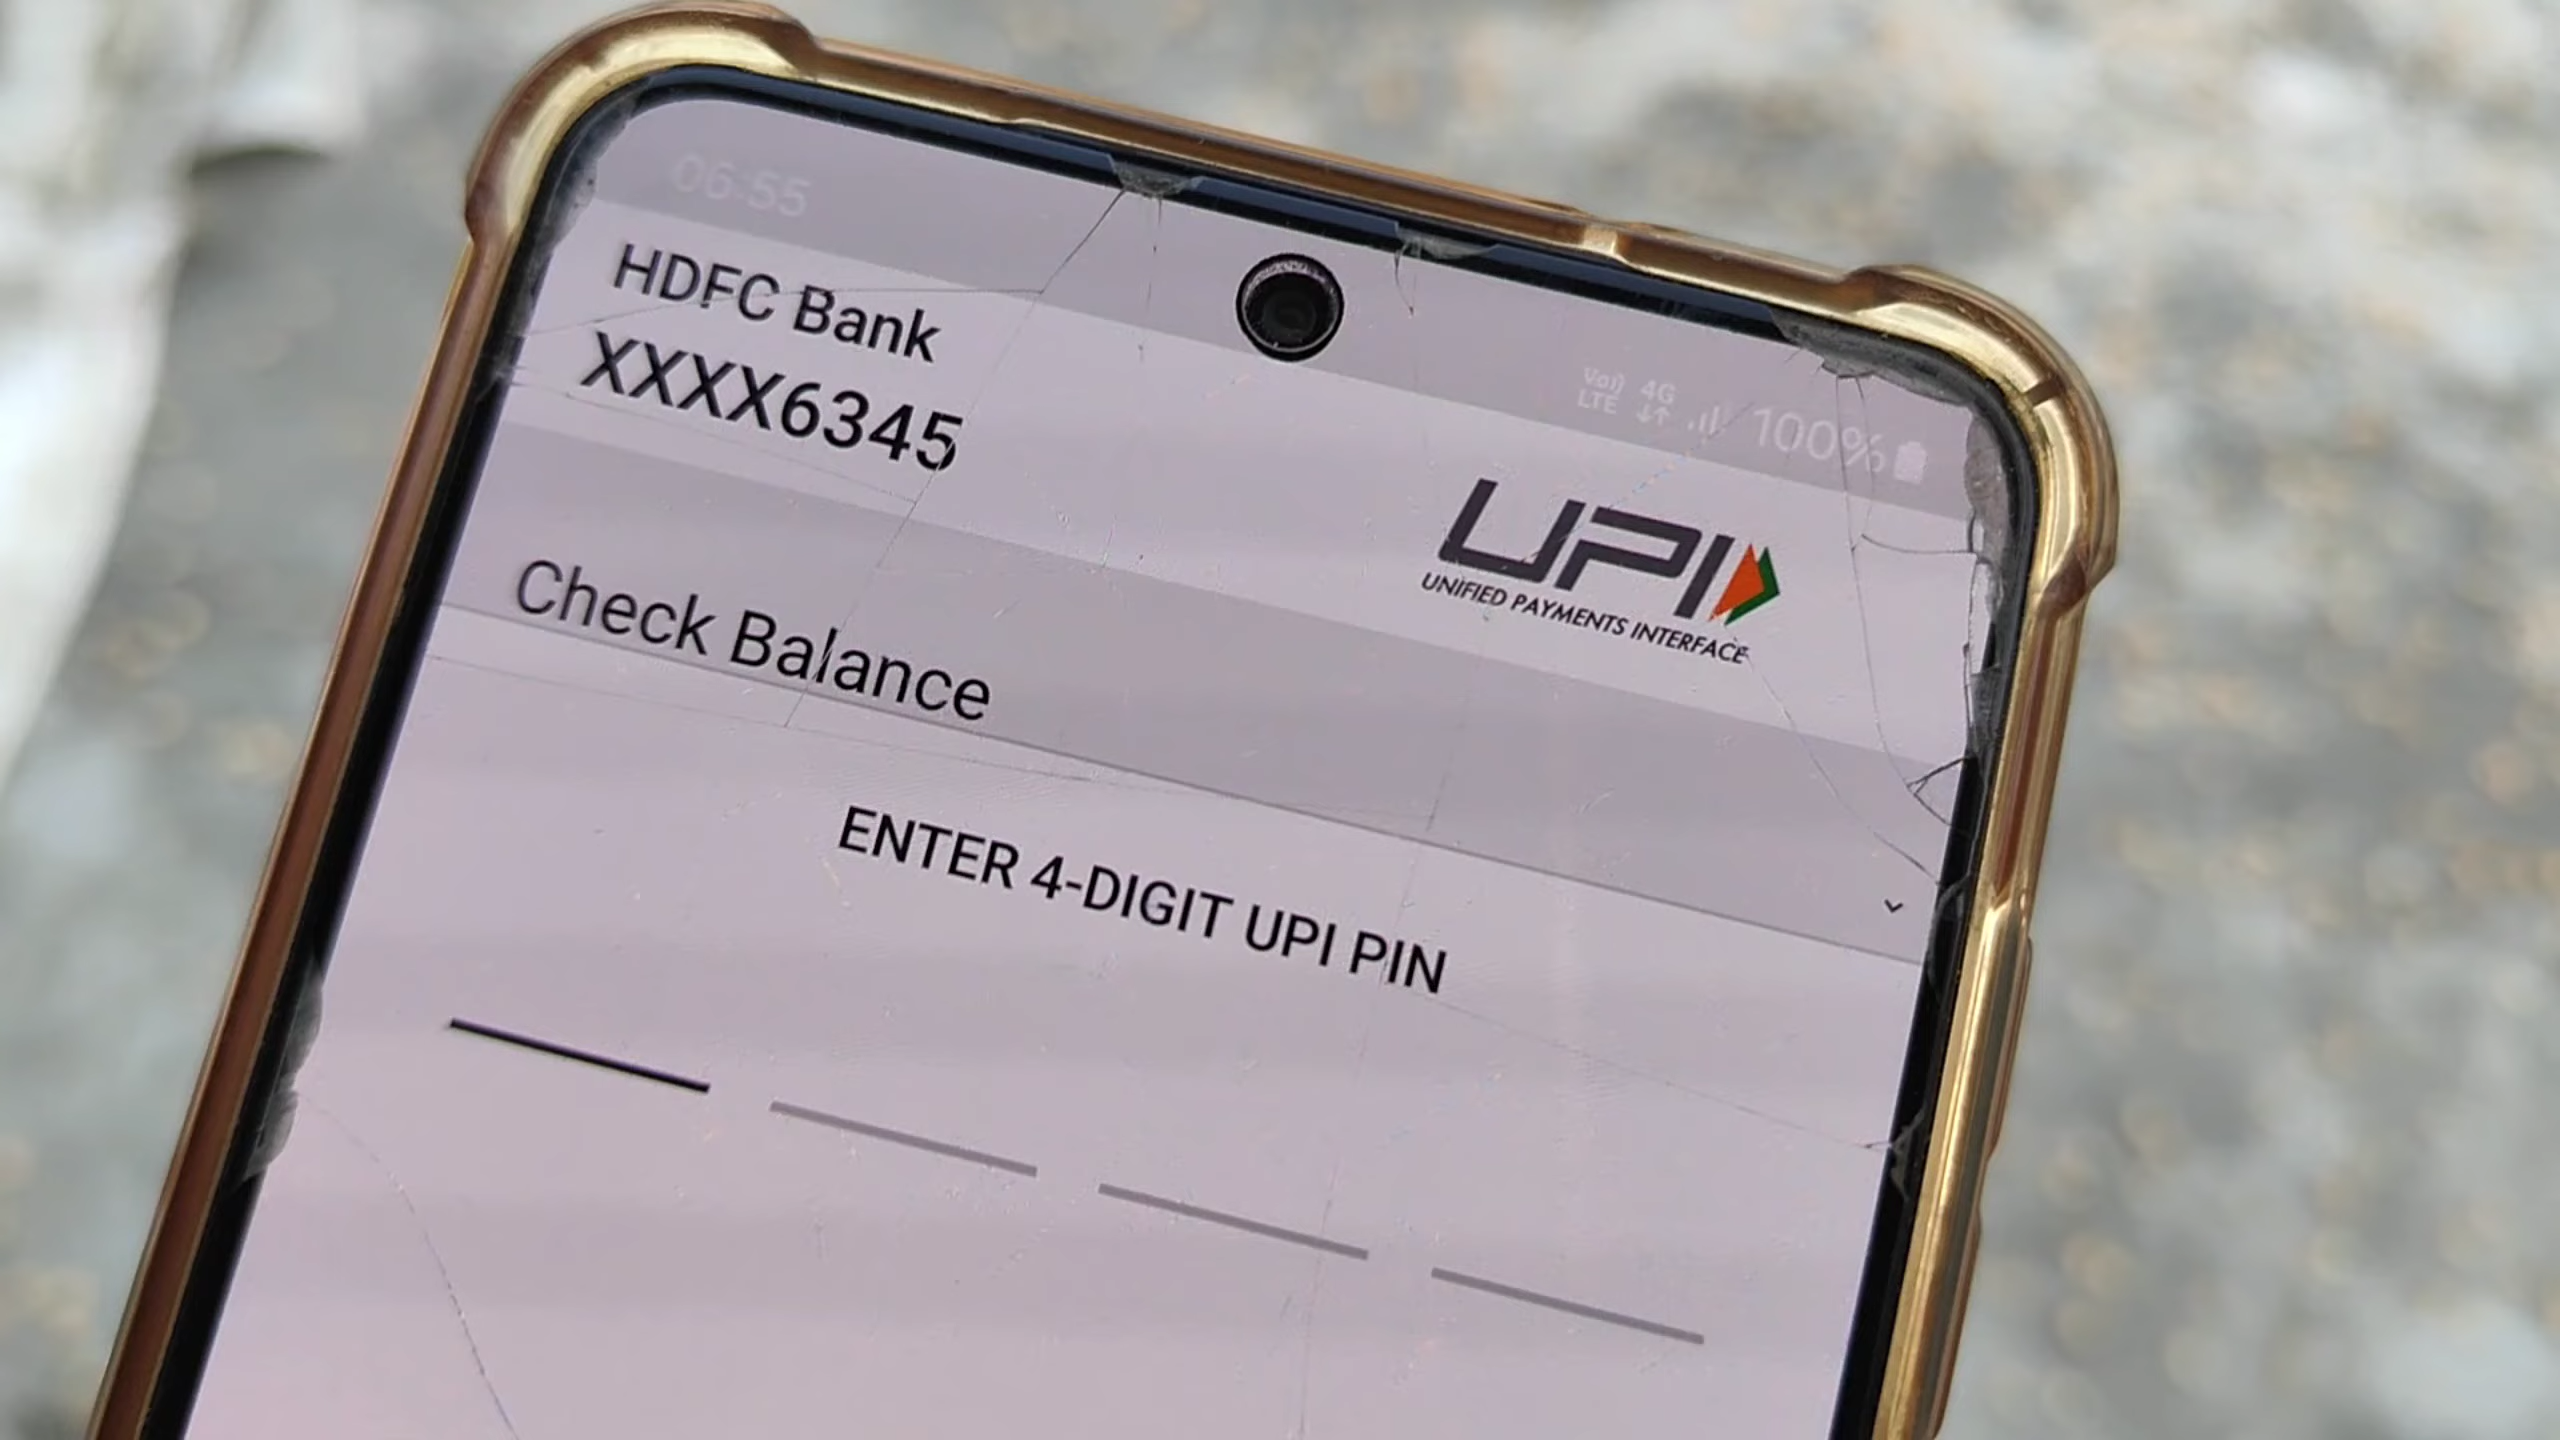 06:55
Vo) 4G
LTE 100%
HDFC Bank
XXXX6345
UPI
UNIFIED PAYMENTS INTERFACE
Check Balance
ENTER 4-DIGIT UPI PIN